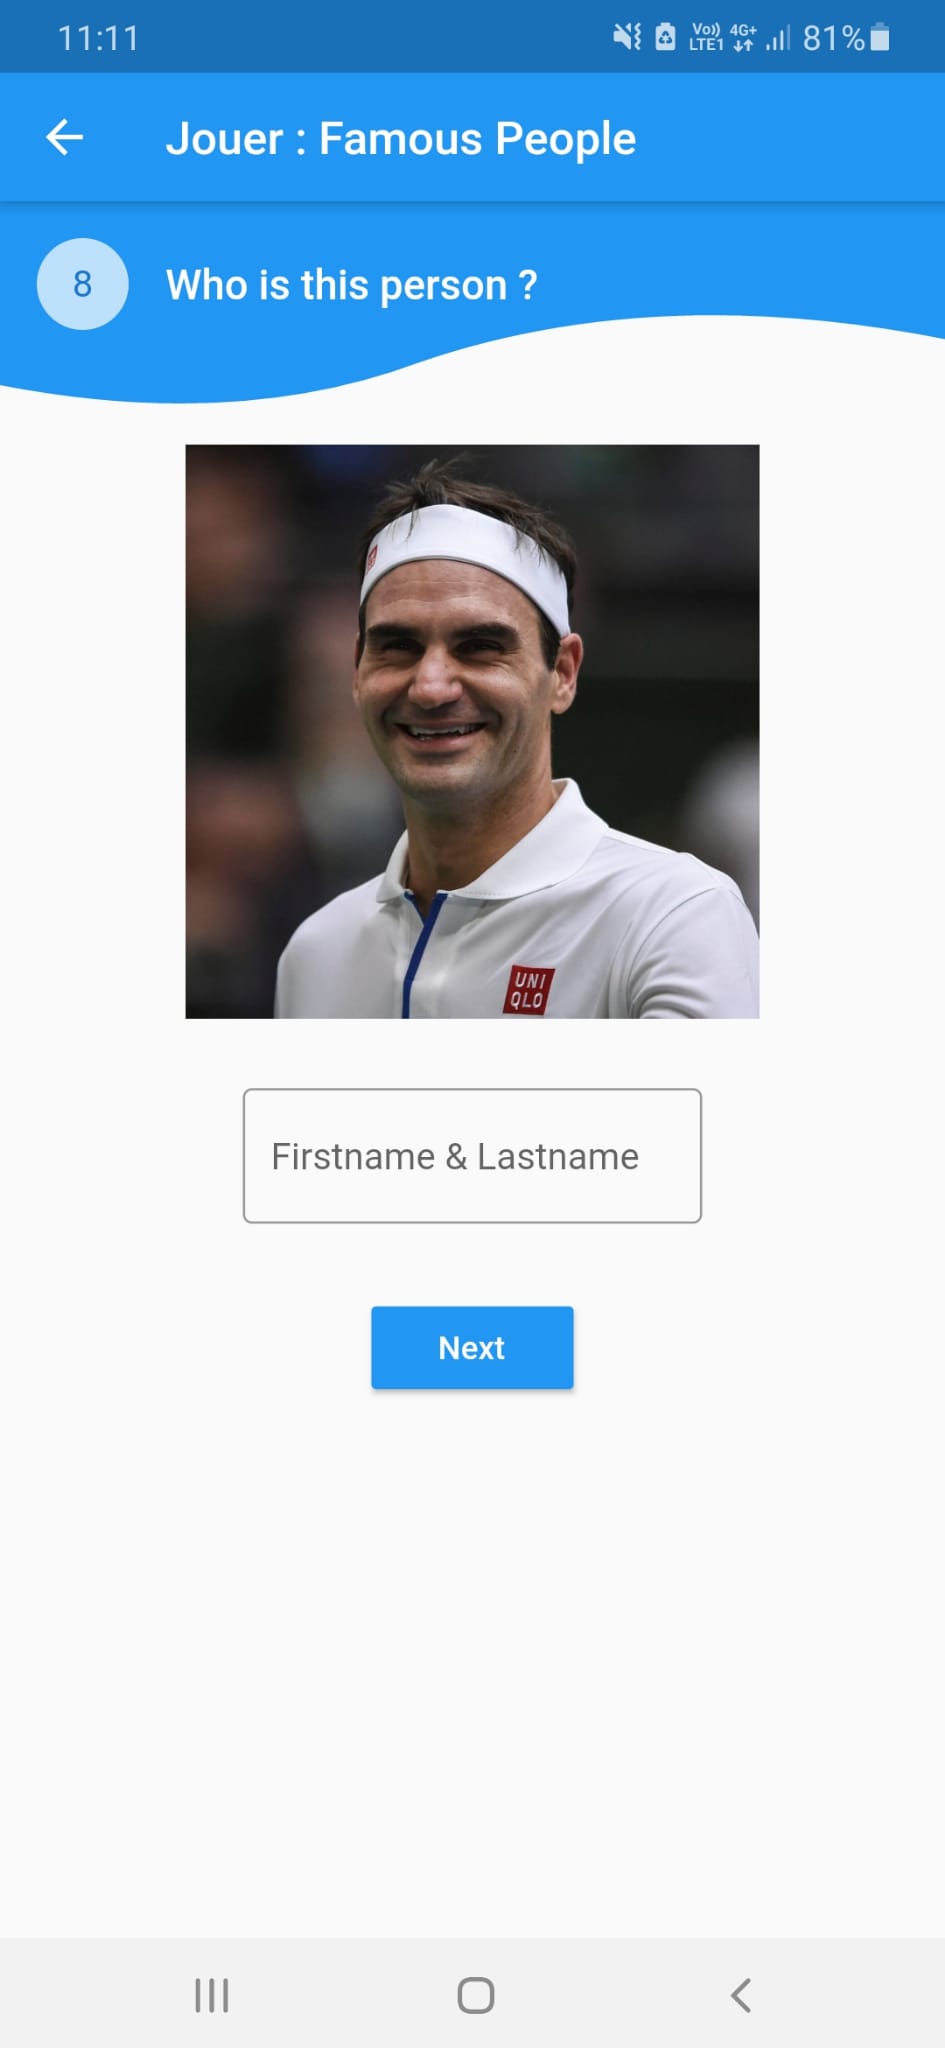 11:11
Vo)) LTE1 4G+ 81%
Jouer : Famous People
8
Who is this person ?
UNI
QLO
Firstname & Lastname
Next